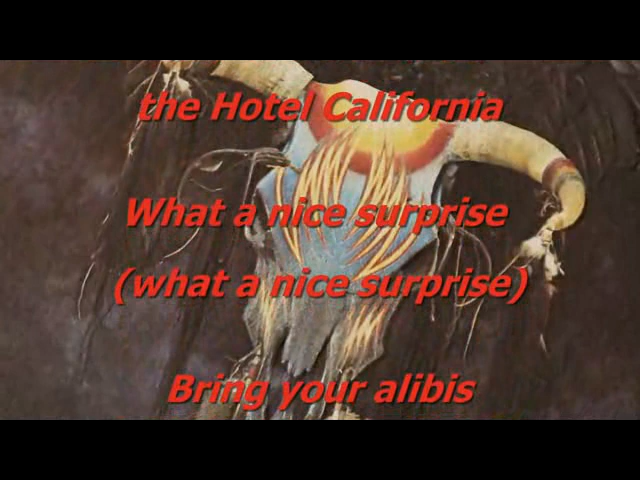 the Hotel California
What a nice surprise
(what a nice surprise)
Bring your alibis